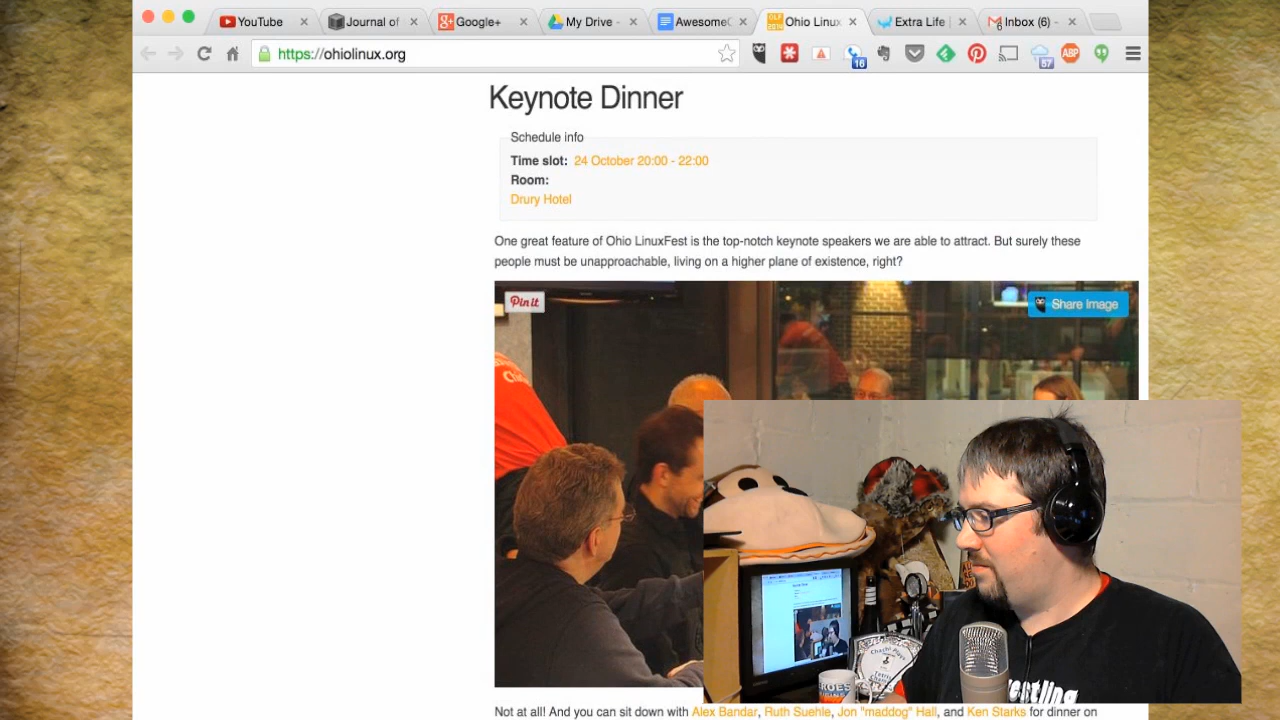 YouTube
Journal of
Google+
My Drive -
Awesome
Ohio Linux
Extra Life |
Inbox (6) -
https://ohiolinux.org
16
57
ABP
Keynote Dinner
Schedule info
Time slot: 24 October 20:00 - 22:00
Room:
Drury Hotel
One great feature of Ohio LinuxFest is the top-notch keynote speakers we are able to attract. But surely these
people must be unapproachable, living on a higher plane of existence, right?
Pin it
Share Image
Not at all! And you can sit down with Alex Bandar, Ruth Suehle, Jon "maddog" Hall, and Ken Starks for dinner on